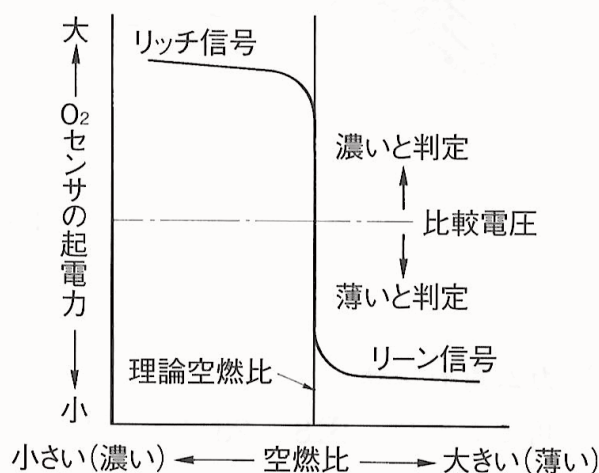 大
リッチ信号
O₂センサの起電力
濃いと判定
比較電圧
薄いと判定
リーン信号
理論空燃比
小
小さい(濃い) 空燃比 大きい(薄い)